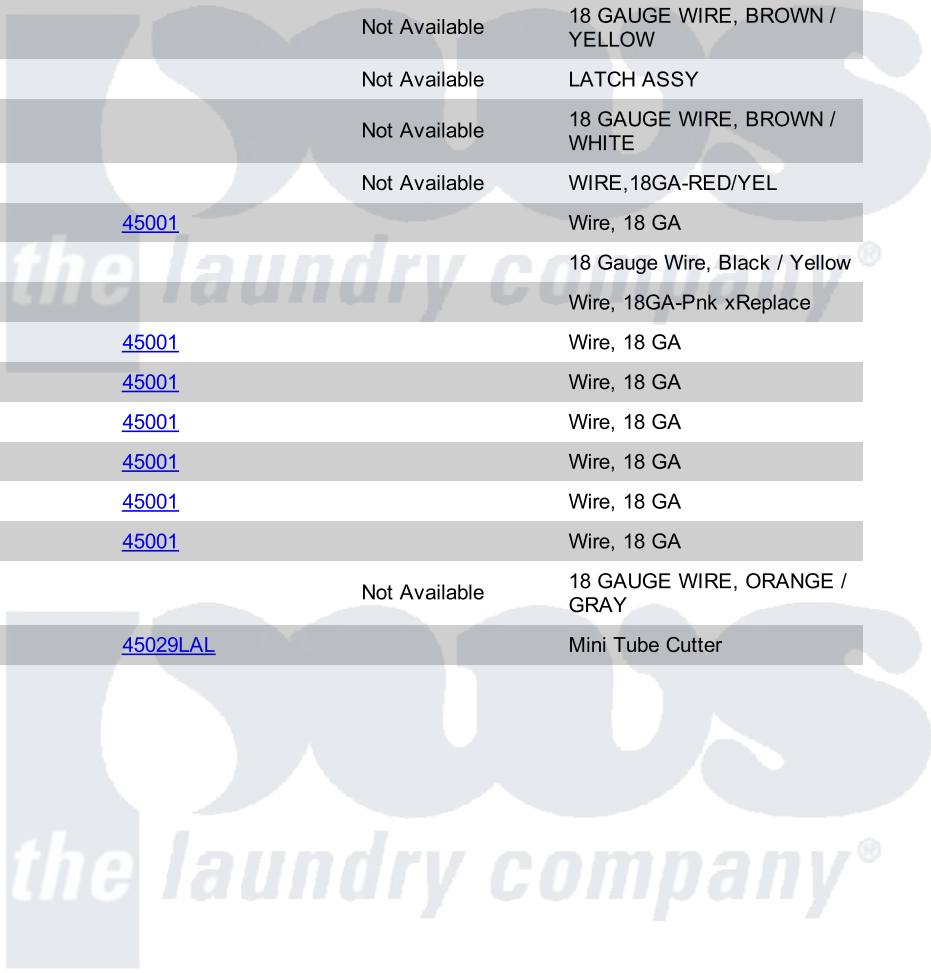 Not Available 18 GAUGE WIRE, BROWN /
YELLOW
Not Available LATCH ASSY
Not Available 18 GAUGE WIRE, BROWN /
WHITE
Not Available WIRE,18GA-RED/YEL
45001 Wire, 18 GA
18 Gauge Wire, Black / Yellow
the laundry company®
Wire, 18GA-Pnk xReplace
45001 Wire, 18 GA
45001 Wire, 18 GA
45001 Wire, 18 GA
45001 Wire, 18 GA
45001 Wire, 18 GA
45001 Wire, 18 GA
Not Available 18 GAUGE WIRE, ORANGE /
GRAY
45029LAL Mini Tube Cutter
pws
the laundry company®